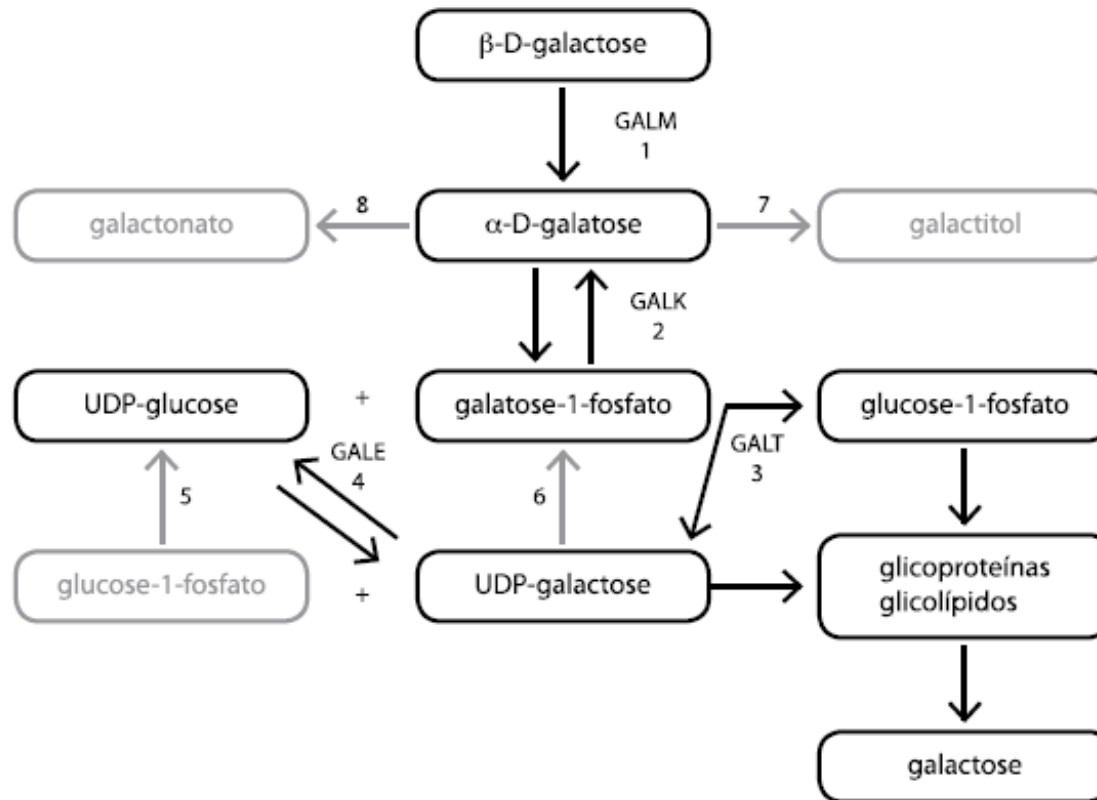 β-D-galactose
GALM
1
galactonato
8
α-D-galatose
7
galactitol
GALK
2
UDP-glucose
+
galatose-1-fosfato
glucose-1-fosfato
GALE
4
GALT
3
5
6
glucose-1-fosfato
+
UDP-galactose
glicoproteínas
glicolípidos
galactose